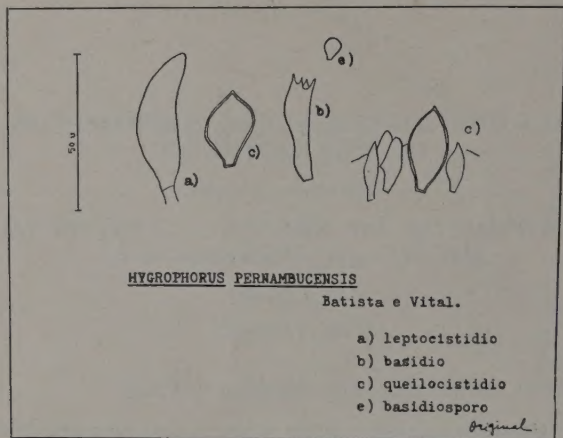 e)
b)
c)
50 u
c)
a)
HYGROPHORUS PERNAMBUCENSIS
Batista e Vital.
a) leptocistidio
b) basidio
c) queilocistidio
e) basidiosporo
Original